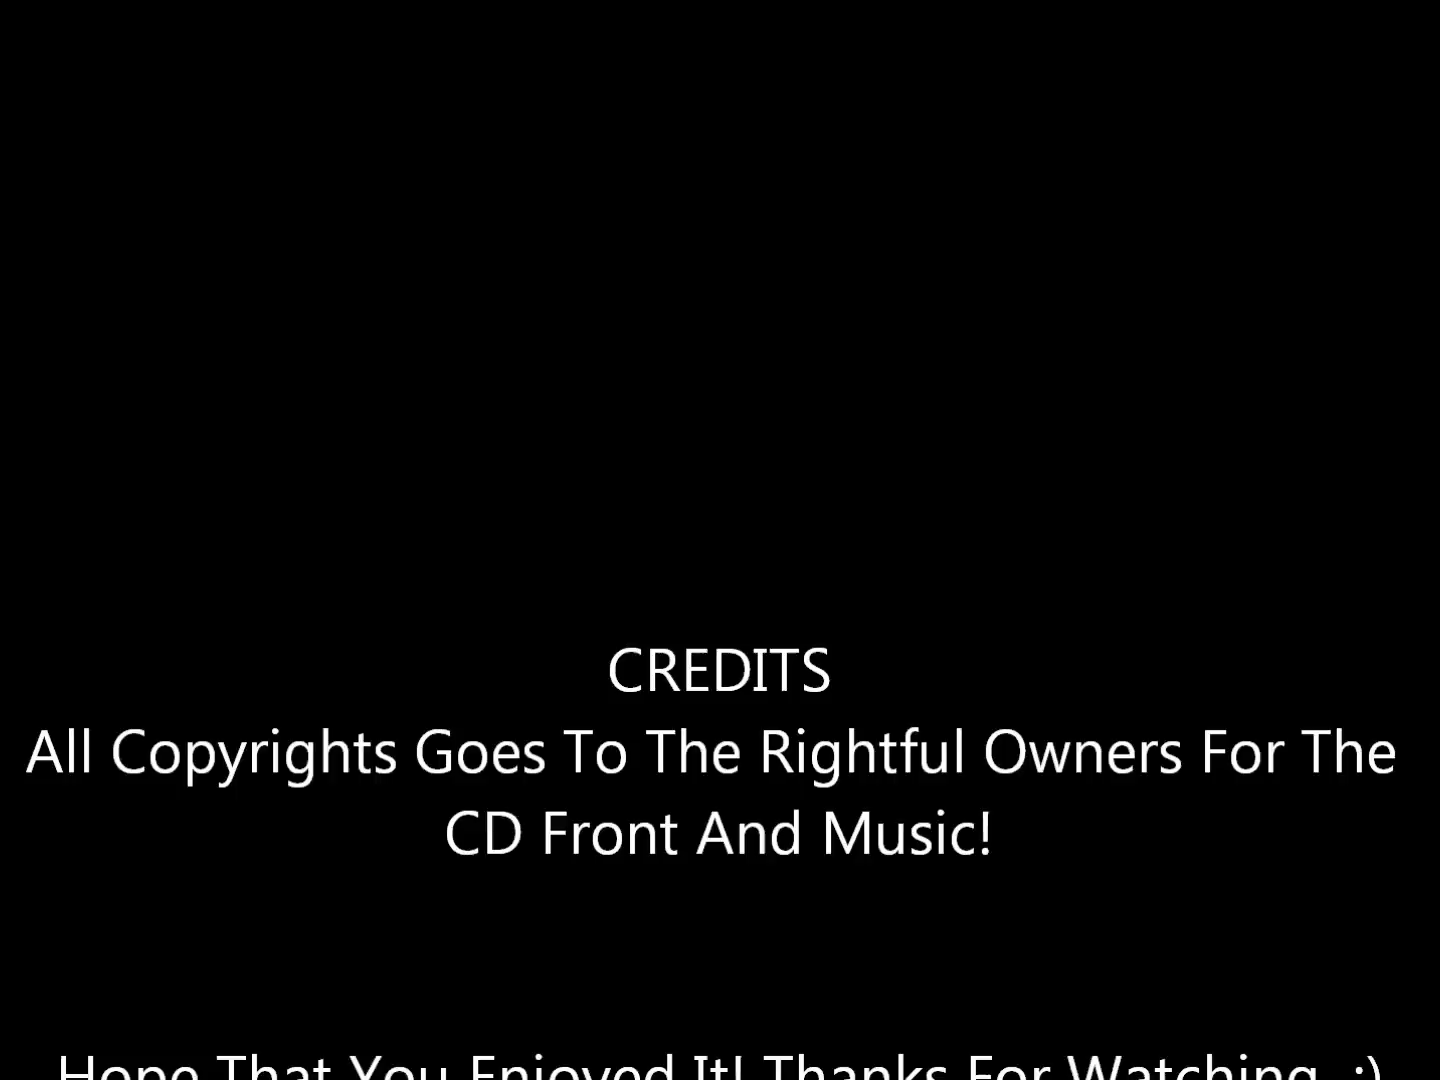 CREDITS
All Copyrights Goes To The Rightful Owners For The
CD Front And Music!
Hope That You Enjoyed It! Thanks For Watching. :)